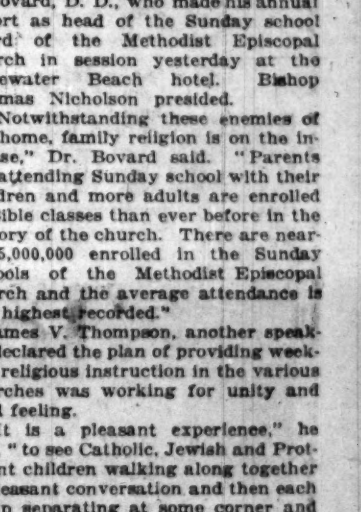 ovard, D. D., who made his annual
ort as head of the Sunday school
rd of the Methodist Episcopal
rch in session yesterday at the
ewater Beach hotel. Bishop
mas Nicholson presided.
Notwithstanding these enemies of
home, family religion is on the in-
se," Dr. Bovard said. "Parents
attending Sunday school with their
dren and more adults are enrolled
Bible classes than ever before in the
ory of the church. There are near-
5,000,000 enrolled in the Sunday
ools of the Methodist Episcopal
rch and the average attendance is
highest recorded."
ames V. Thompson, another speak-
declared the plan of providing week-
religious instruction in the various
rches was working for unity and
d feeling.
It is a pleasant experience," he
"to see Catholic, Jewish and Prot-
nt children walking along together
easant conversation and then each
n separating at some corner and